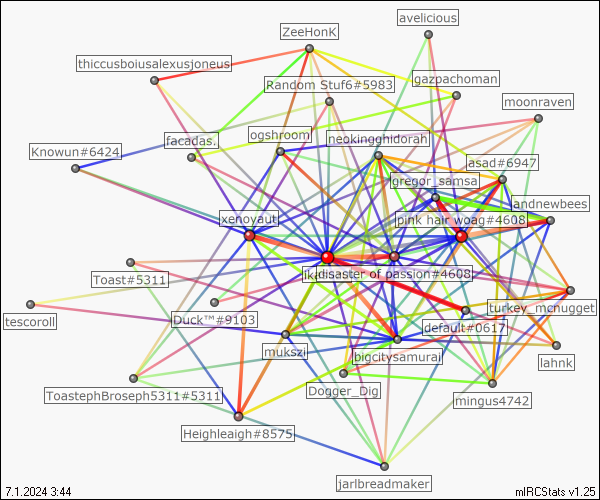 avelicious
ZeeHonK
thiccusboiusalexusjoneus
Random Stuf6#5983
gazpachoman
moonraven
ogshroom
neokingghidorah
facadas.
Knowun#6424
asad#6947
gregor_samsa
andnewbees
xenoyaut
pink hair woag#4608
disaster of passion#4608
Toast#5311
turkey_mcnugget
tescoroll
Duck™#9103
default#0617
mukszi
bigcitysamurai
lahnk
Dogger_Dig
ToastephBroseph5311#5311
mingus4742
Heighleaigh#8575
jarlbreadmaker
7.1.2024 3:44
mIRCStats v1.25